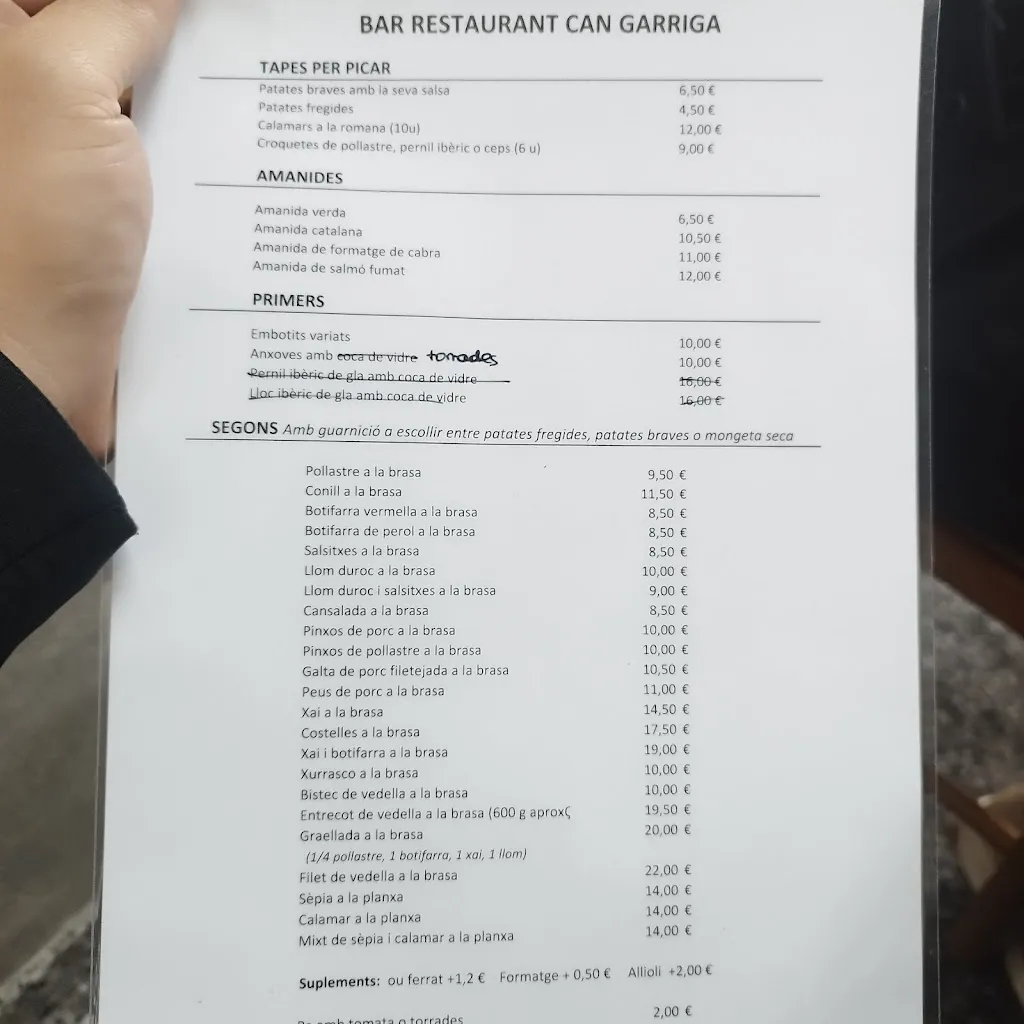 BAR RESTAURANT CAN GARRIGA
TAPES PER PICAR
Patates braves amb la seva salsa 6,50 €
Patates fregides 4,50 €
Calamars a la romana (10u) 12,00 €
Croquetes de pollastre, pernil ibèric o ceps (6 u) 9,00 €
AMANIDES
Amanida verda 6,50 €
Amanida catalana 10,50 €
Amanida de formatge de cabra 11,00 €
Amanida de salmó fumat 12,00 €
PRIMERS
Embotits variats 10,00 €
Anxoves amb coca de vidre torrades 10,00 €
Pernil ibèric de gla amb coca de vidre 16,00 €
Lloc ibèric de gla amb coca de vidre 16,00 €
SEGONS Amb guarnició a escollir entre patates fregides, patates braves o mongeta seca
Pollastre a la brasa 9,50 €
Conill a la brasa 11,50 €
Botifarra vermella a la brasa 8,50 €
Botifarra de perol a la brasa 8,50 €
Salsitxes a la brasa 8,50 €
Llom duroc a la brasa 10,00 €
Llom duroc i salsitxes a la brasa 9,00 €
Cansalada a la brasa 8,50 €
Pinxos de porc a la brasa 10,00 €
Pinxos de pollastre a la brasa 10,00 €
Galta de porc filetejada a la brasa 10,50 €
Peus de porc a la brasa 11,00 €
Xai a la brasa 14,50 €
Costelles a la brasa 17,50 €
Xai i botifarra a la brasa 19,00 €
Xurrasco a la brasa 10,00 €
Bistec de vedella a la brasa 10,00 €
Entrecot de vedella a la brasa (600 g aproxÇ 19,50 €
Graellada a la brasa 20,00 €
(1/4 pollastre, 1 botifarra, 1 xai, 1 llom)
Filet de vedella a la brasa 22,00 €
Sèpia a la planxa 14,00 €
Calamar a la planxa 14,00 €
Mixt de sèpia i calamar a la planxa 14,00 €
Suplements: ou ferrat +1,2 € Formatge + 0,50 € Allioli +2,00 €
Pa amb tomata o torrades 2,00 €